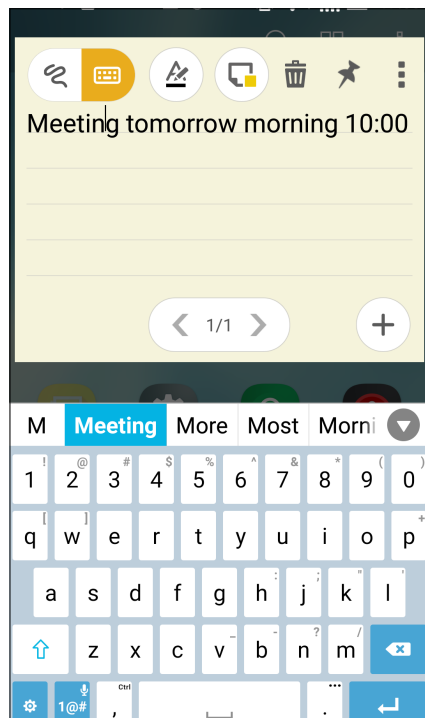 Meeting tomorrow morning 10:00
1/1
M Meeting More Most Morni
! @ # $ % ^ & * ( )
1 2 3 4 5 6 7 8 9 0
[ ] +
q w e r t y u i o p
: ; " '
a s d f g h j k l
_ - ? /
z x c v b n m
Ctrl ...
1@# , .